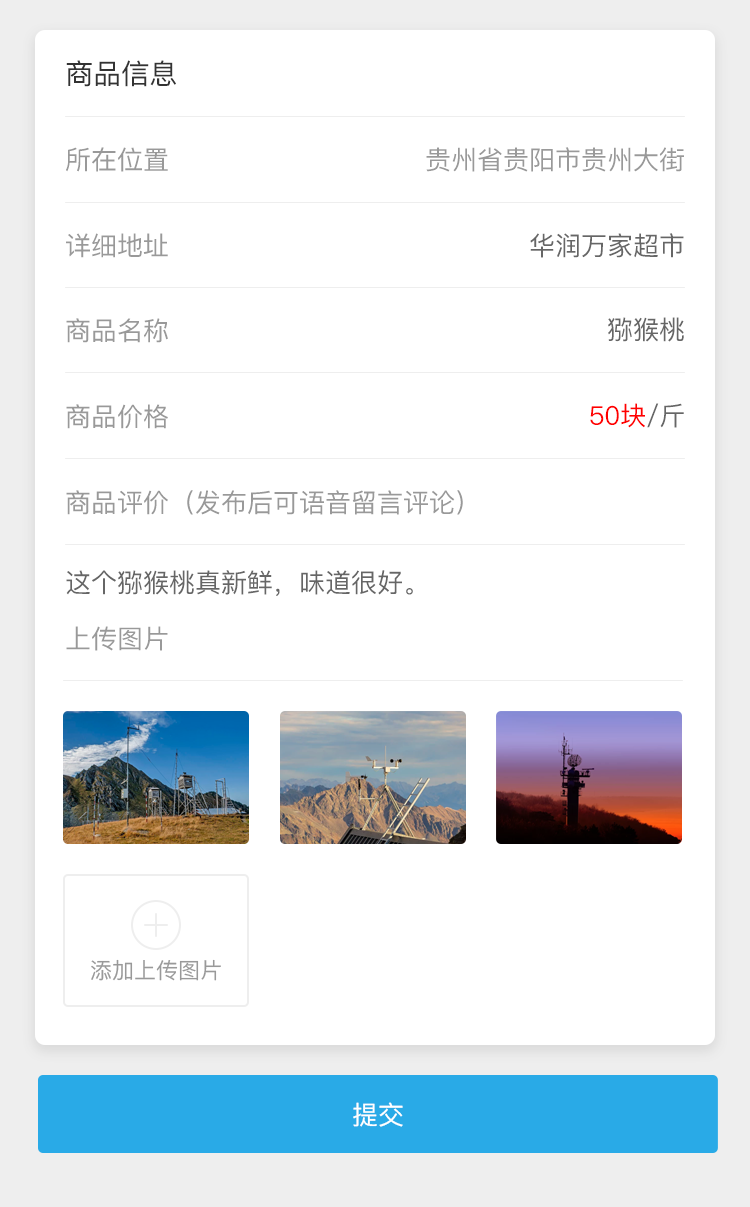 商品信息
所在位置 贵州省贵阳市贵州大街
详细地址 华润万家超市
商品名称 猕猴桃
商品价格 50块/斤
商品评价（发布后可语音留言评论）
这个猕猴桃真新鲜，味道很好。
上传图片
添加上传图片
提交